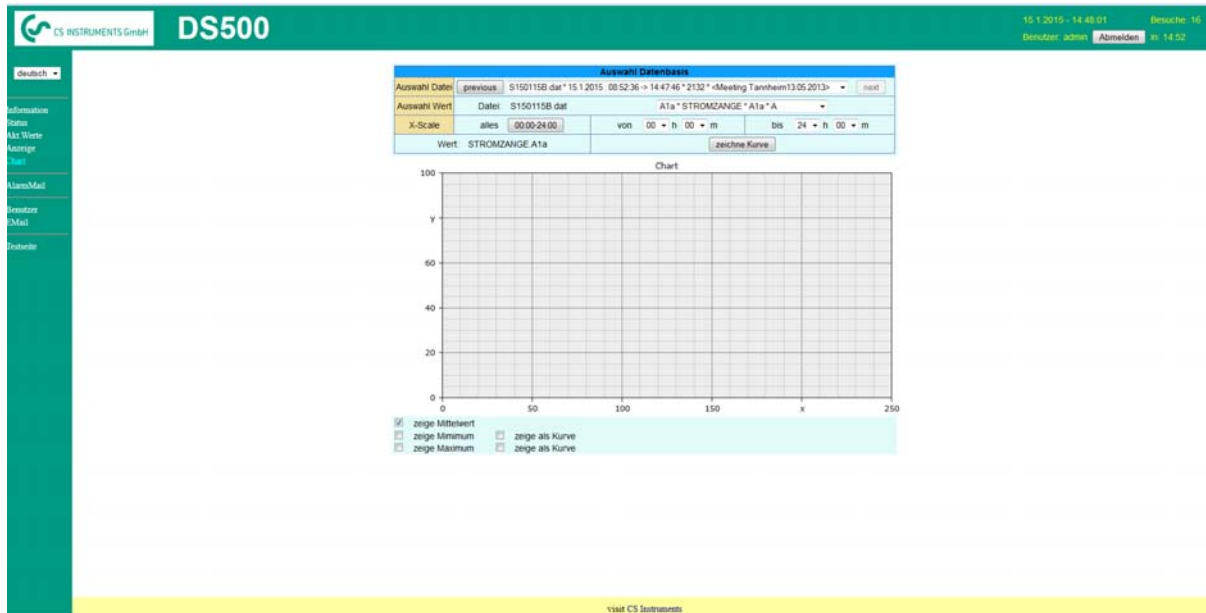 CS INSTRUMENTS GmbH
DS500
15.1.2015 - 14:48:01 Besuche: 16
Benutzer: admin Abmelden in: 14:52
deutsch
Information
Status
Akt.Werte
Anzeige
Chart
AlarmMail
Benutzer
EMail
Testseite
Auswahl Datenbasis
Auswahl Datei previous S150115B.dat * 15.1.2015 : 08:52:36 -> 14:47:46 * 2132 * <Meeting Tannheim13.05.2013> next
Auswahl Wert Datei: S150115B.dat A1a * STROMZANGE * A1a * A
X-Scale alles 00:00-24:00 von 00 h 00 m bis 24 h 00 m
Wert STROMZANGE.A1a zeichne Kurve
Chart
100
y
60
40
20
0
0 50 100 150 x 250
zeige Mittelwert
zeige Mimimum zeige als Kurve
zeige Maximum zeige als Kurve
visit CS Instruments